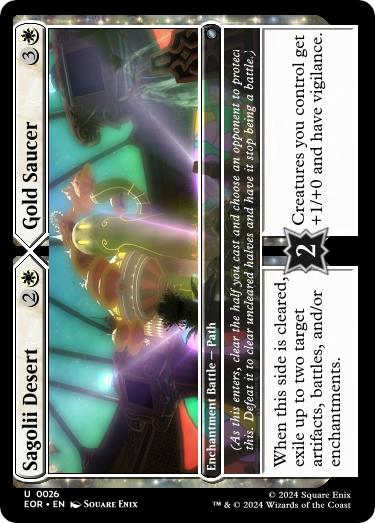 Sagolii Desert 2
Gold Saucer 3
Enchantment Battle — Path
(As this enters, clear the half you cast and choose an opponent to protect
this. Defeat it to clear uncleared halves and have it stop being a battle.)
When this side is cleared,
exile up to two target
artifacts, battles, and/or
enchantments.
2
Creatures you control get
+1/+0 and have vigilance.
U 0026
EOR • EN SQUARE ENIX
© 2024 Square Enix
™ & © 2024 Wizards of the Coast